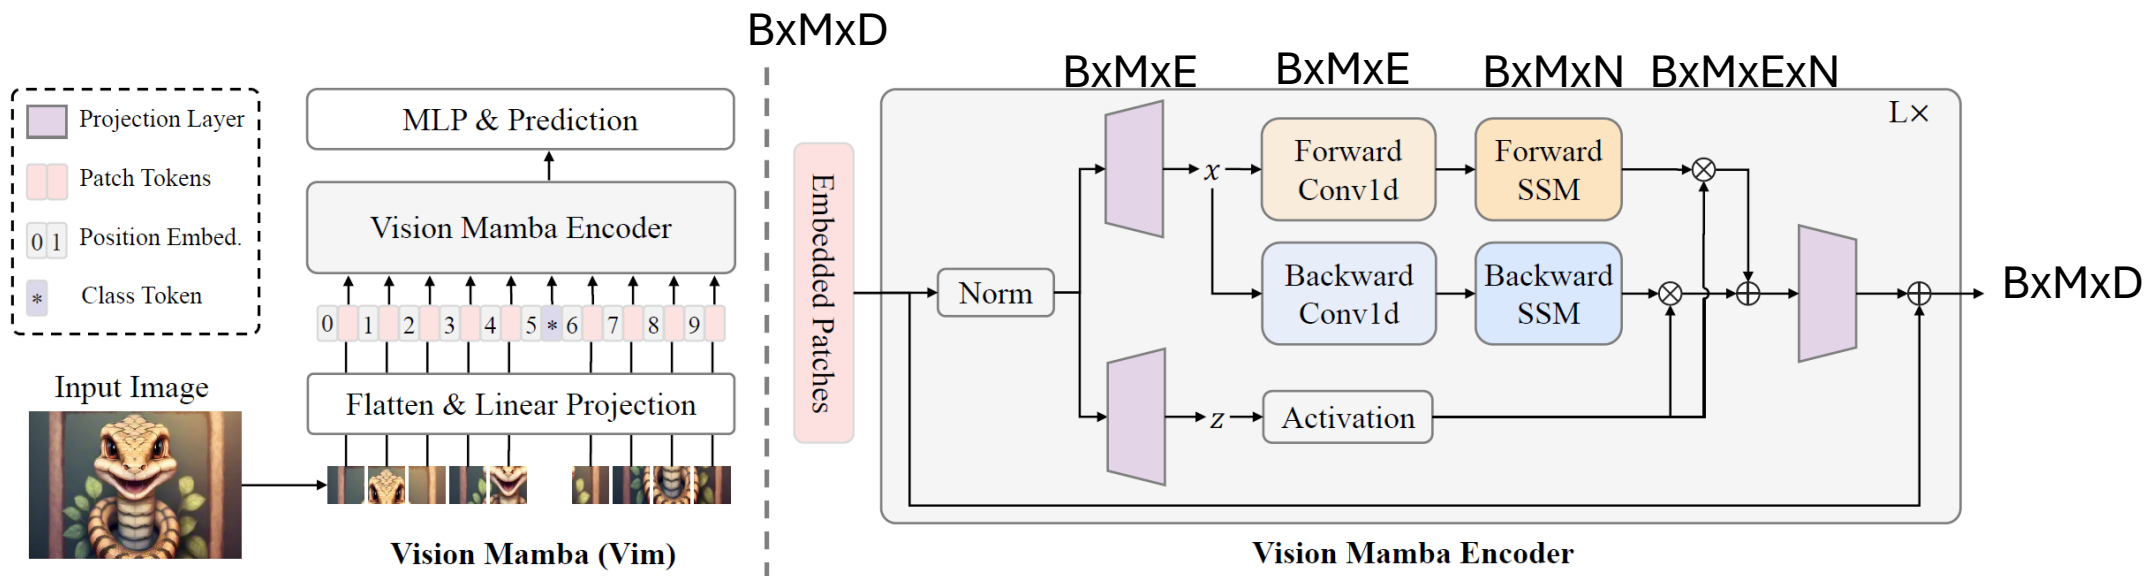 BxMxD
Projection Layer
Patch Tokens
0 1 Position Embed.
* Class Token
Input Image
MLP & Prediction
Vision Mamba Encoder
0 1 2 3 4 5 * 6 7 8 9
Flatten & Linear Projection
Vision Mamba (Vim)
BxMxE
BxMxE
BxMxN
BxMxExN
L×
Embedded Patches
Norm
x
Forward
Conv1d
Forward
SSM
Backward
Conv1d
Backward
SSM
z
Activation
BxMxD
Vision Mamba Encoder